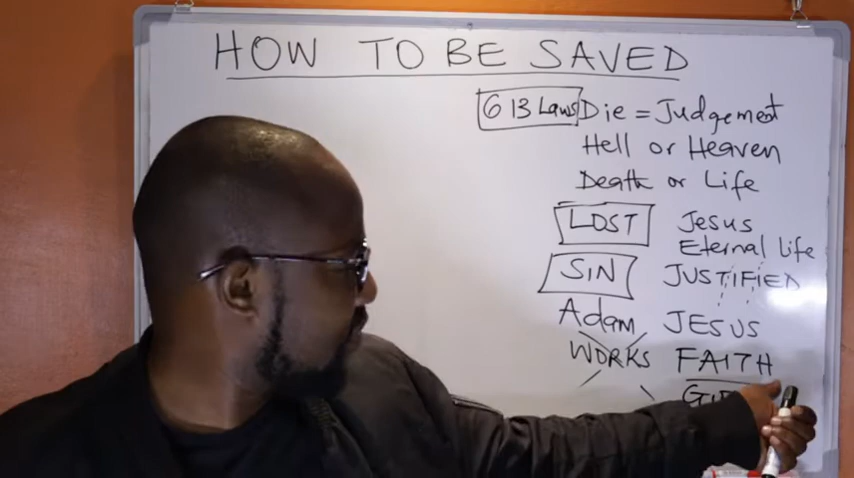 HOW TO BE SAVED
613 Laws Die = Judgement
Hell or Heaven
Death or Life
LOST Jesus
Eternal life
SIN JUSTIFIED
Adam JESUS
WORKS FAITH